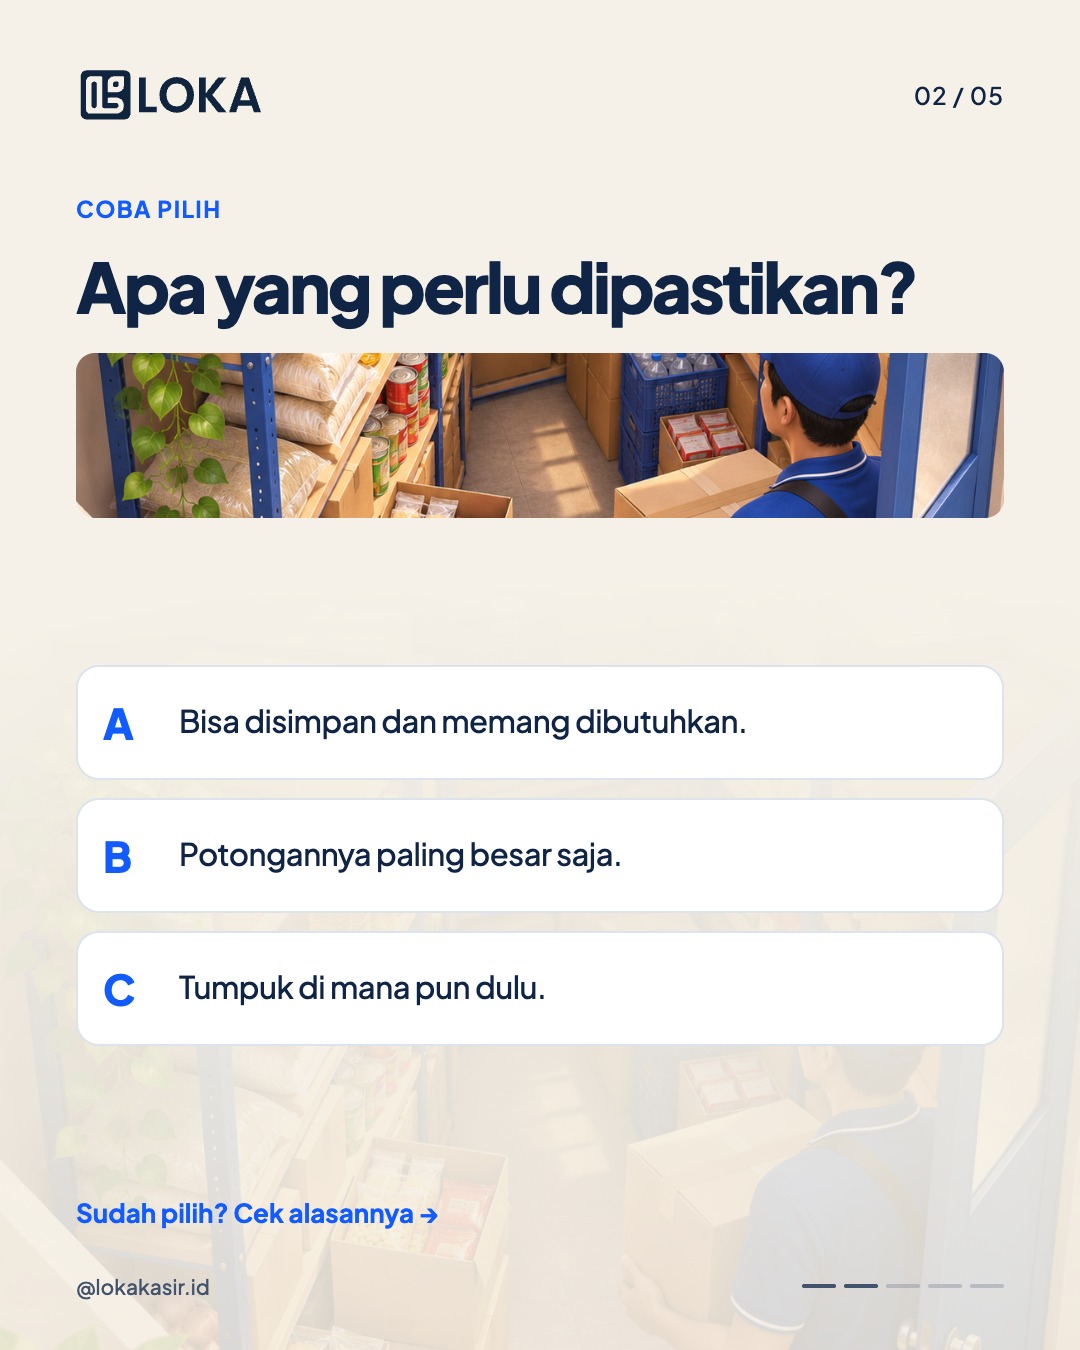 LOKA
02 / 05
COBA PILIH
Apa yang perlu dipastikan?
A Bisa disimpan dan memang dibutuhkan.
B Potongannya paling besar saja.
C Tumpuk di mana pun dulu.
Sudah pilih? Cek alasannya →
@lokakasir.id